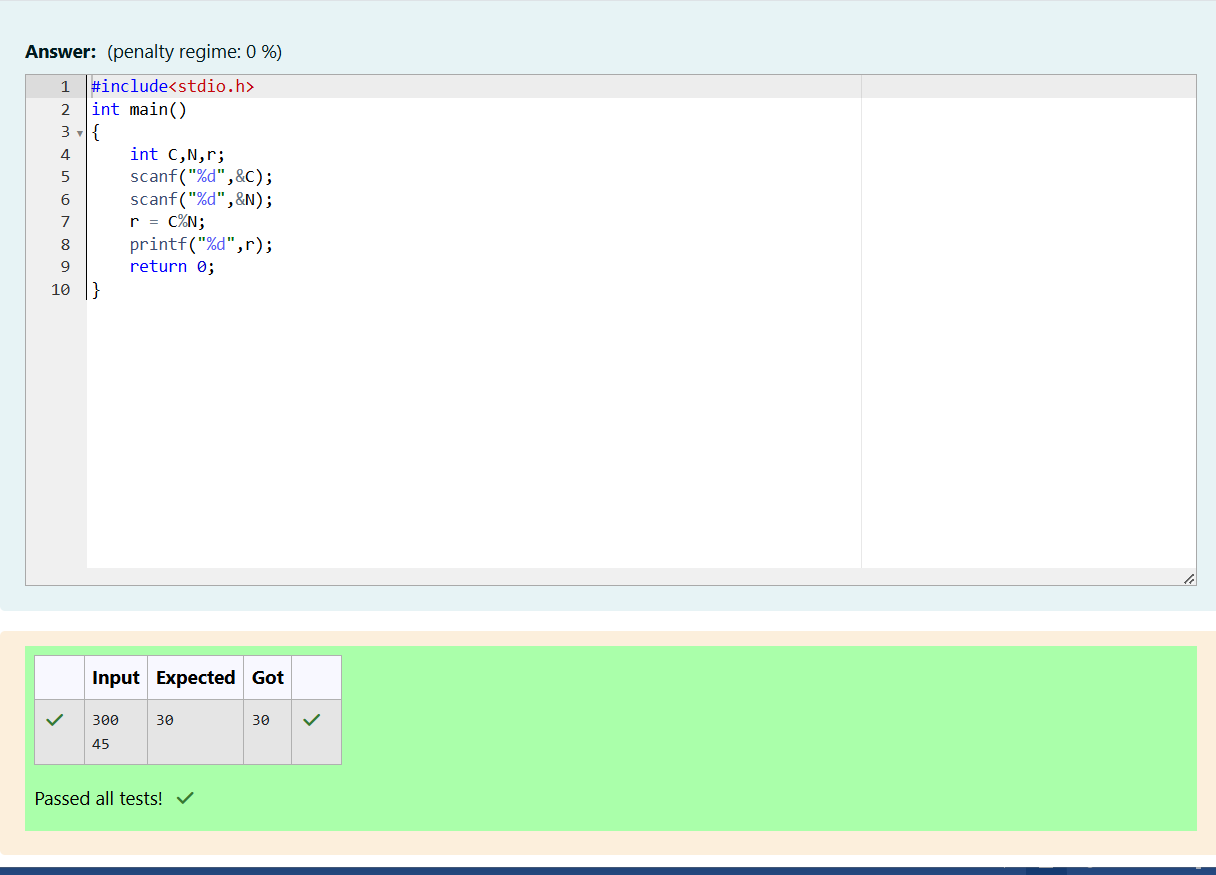 Answer: (penalty regime: 0 %)
1 #include<stdio.h>
2 int main()
3 {
4     int C,N,r;
5     scanf("%d",&C);
6     scanf("%d",&N);
7     r = C%N;
8     printf("%d",r);
9     return 0;
10 }
Input Expected Got
300 30 30
45
Passed all tests!